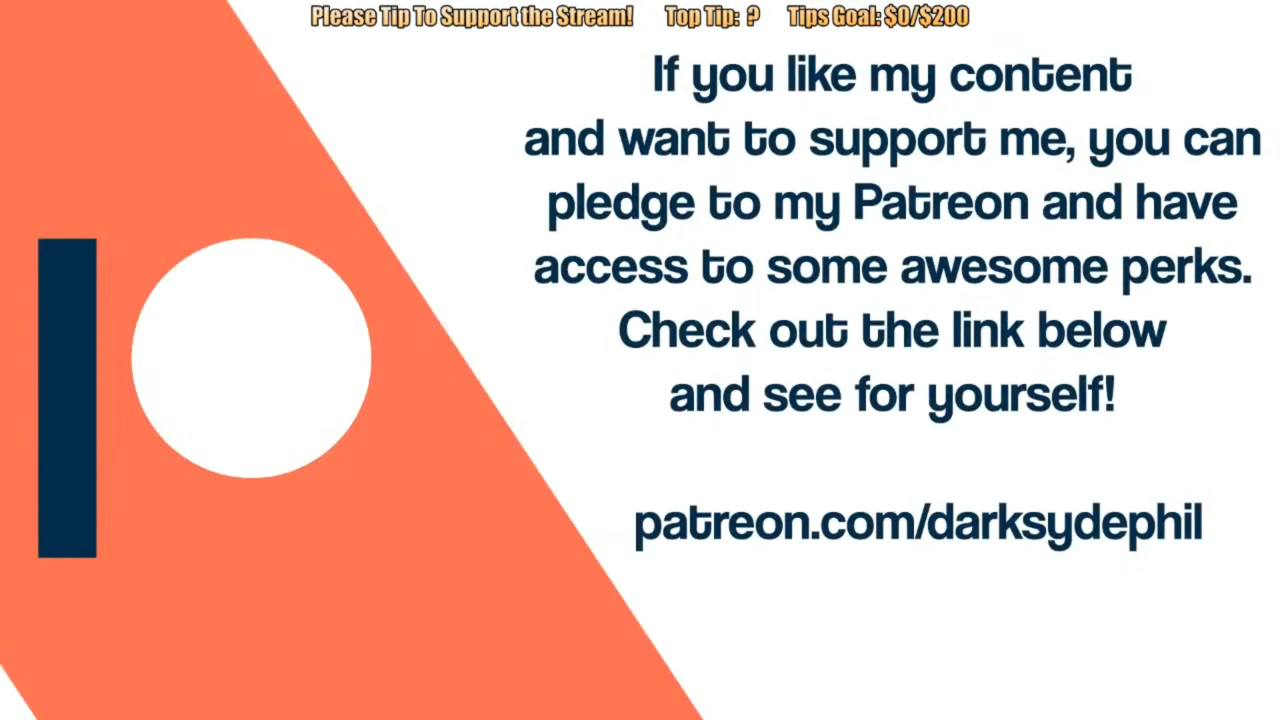 Please Tip To Support the Stream! Top Tip: ? Tips Goal: $0/$200
If you like my content
and want to support me, you can
pledge to my Patreon and have
access to some awesome perks.
Check out the link below
and see for yourself!
patreon.com/darksydephil